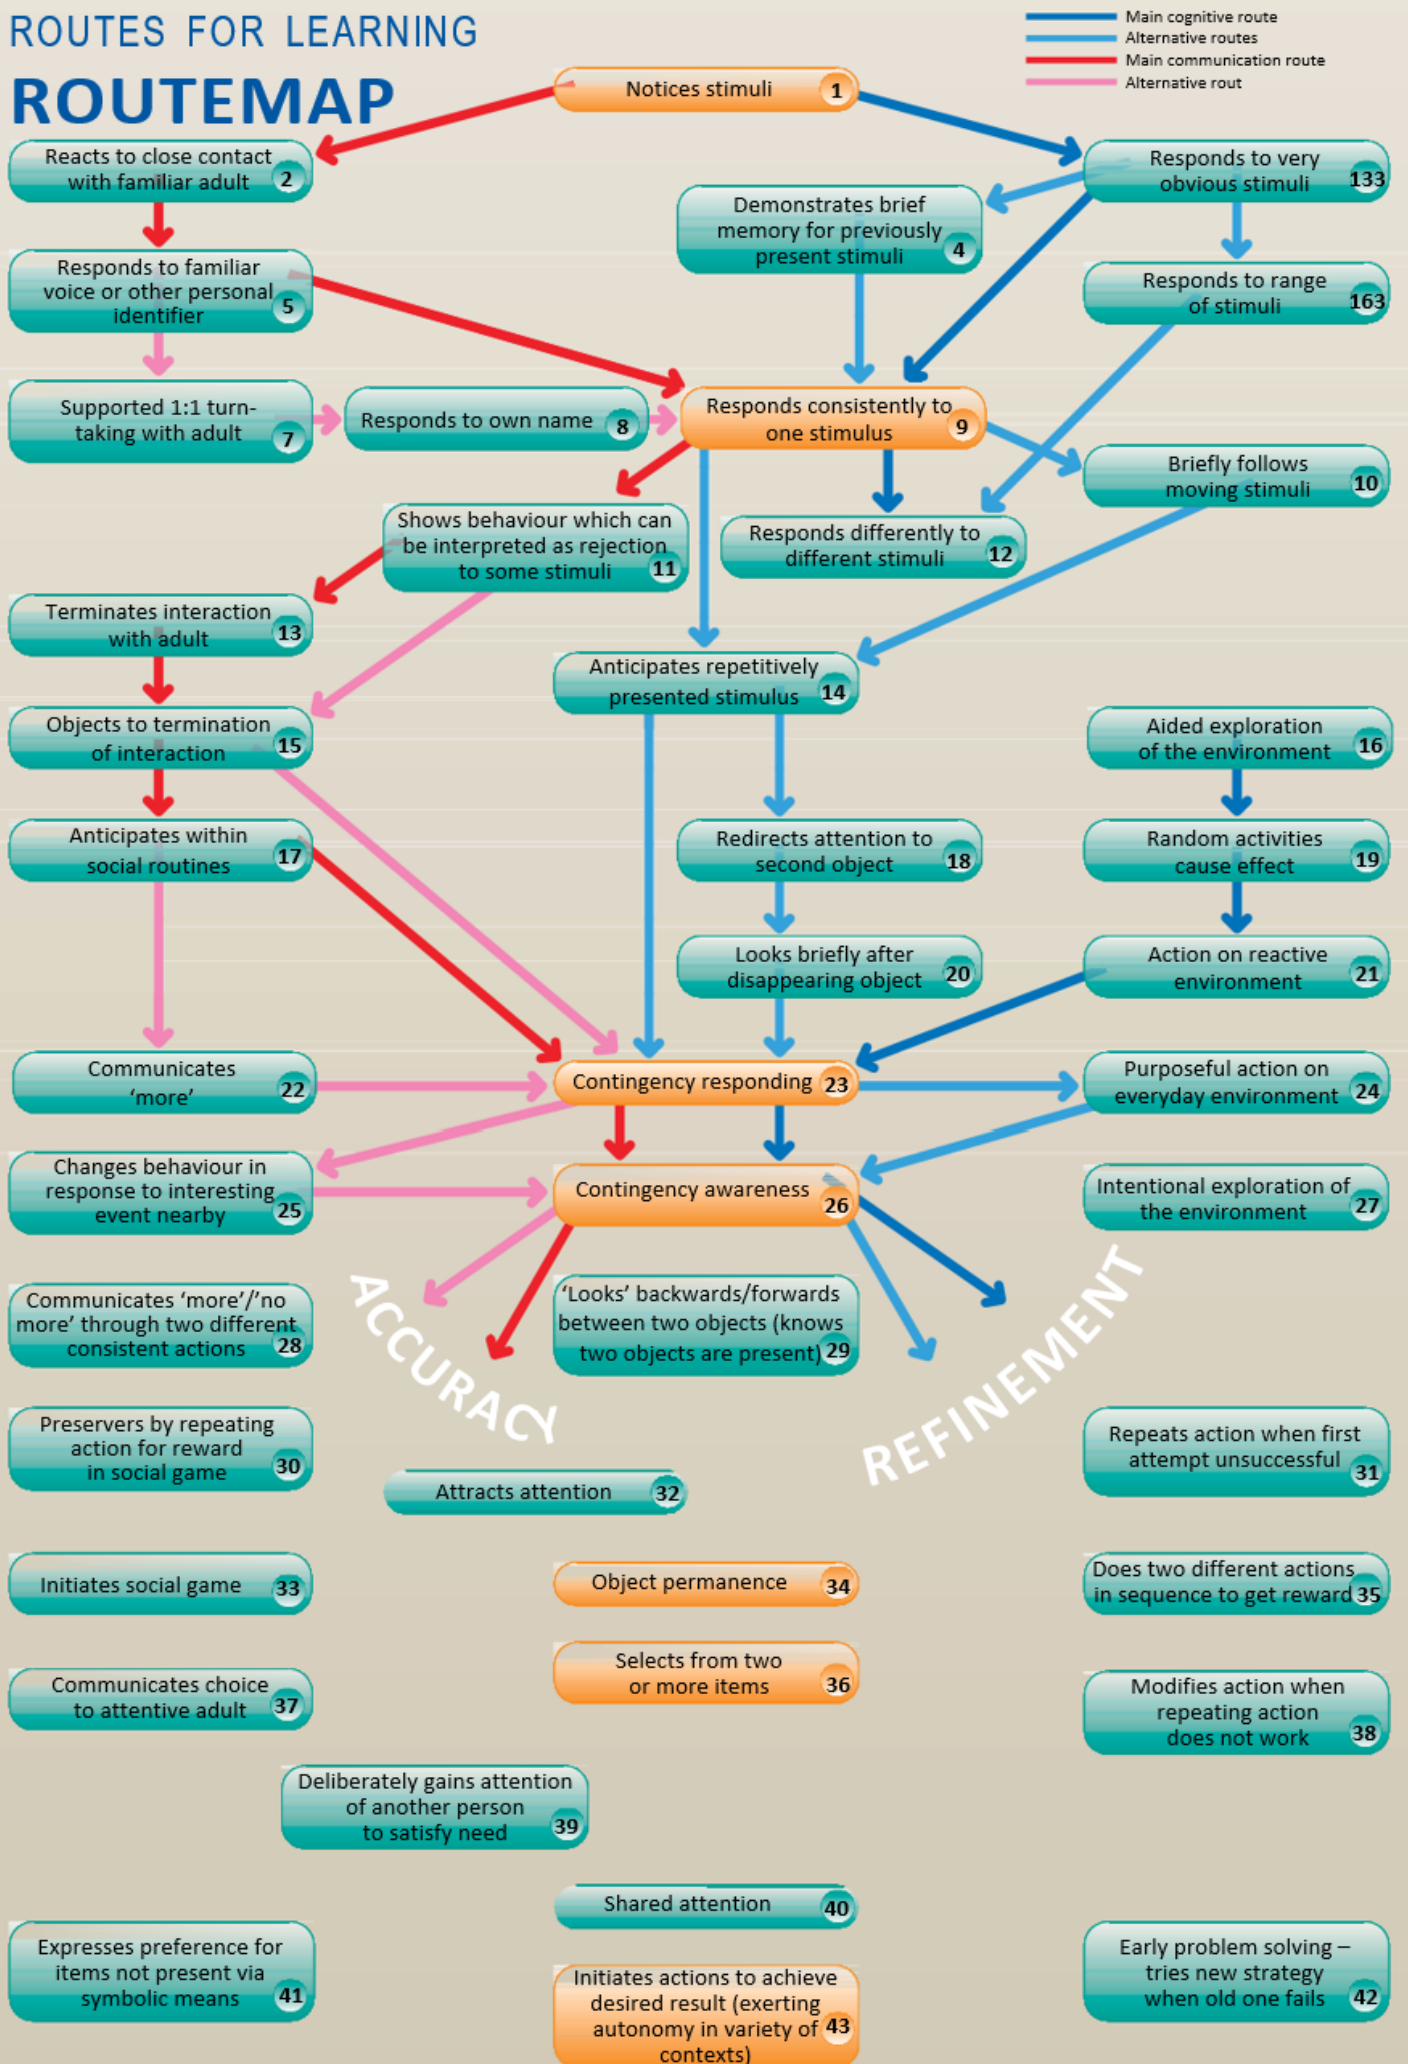 ROUTES FOR LEARNING
ROUTEMAP
Main cognitive route
Alternative routes
Main communication route
Alternative rout
Notices stimuli 1
Reacts to close contact
with familiar adult 2
Responds to very
obvious stimuli 133
Demonstrates brief
memory for previously
present stimuli 4
Responds to familiar
voice or other personal
identifier 5
Responds to range
of stimuli 163
Supported 1:1 turn-
taking with adult 7
Responds to own name 8
Responds consistently to
one stimulus 9
Briefly follows
moving stimuli 10
Shows behaviour which can
be interpreted as rejection
to some stimuli 11
Responds differently to
different stimuli 12
Terminates interaction
with adult 13
Anticipates repetitively
presented stimulus 14
Objects to termination
of interaction 15
Aided exploration
of the environment 16
Anticipates within
social routines 17
Redirects attention to
second object 18
Random activities
cause effect 19
Looks briefly after
disappearing object 20
Action on reactive
environment 21
Communicates
‘more’ 22
Contingency responding 23
Purposeful action on
everyday environment 24
Changes behaviour in
response to interesting
event nearby 25
Contingency awareness
26
Intentional exploration of
the environment 27
ACCURACY
REFINEMENT
Communicates ‘more’/‘no
more’ through two different
consistent actions 28
‘Looks’ backwards/forwards
between two objects (knows
two objects are present) 29
Preservers by repeating
action for reward
in social game 30
Repeats action when first
attempt unsuccessful 31
Attracts attention 32
Initiates social game 33
Object permanence 34
Does two different actions
in sequence to get reward 35
Selects from two
or more items 36
Communicates choice
to attentive adult 37
Modifies action when
repeating action
does not work 38
Deliberately gains attention
of another person
to satisfy need 39
Shared attention 40
Expresses preference for
items not present via
symbolic means 41
Early problem solving –
tries new strategy
when old one fails 42
Initiates actions to achieve
desired result (exerting
autonomy in variety of 43
contexts)